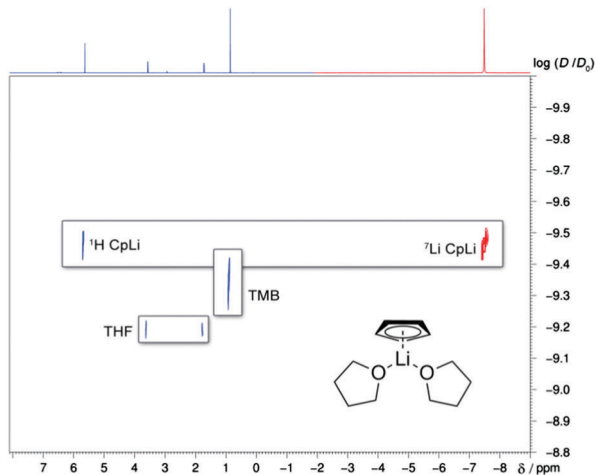 log (D /D0)
-9.9
-9.8
-9.7
-9.6
-9.5
¹H CpLi
⁷Li CpLi
-9.4
TMB
-9.3
THF
-9.2
-9.1
Li
O O
-9.0
-8.9
-8.8
7 6 5 4 3 2 1 0 -1 -2 -3 -4 -5 -6 -7 -8 δ / ppm